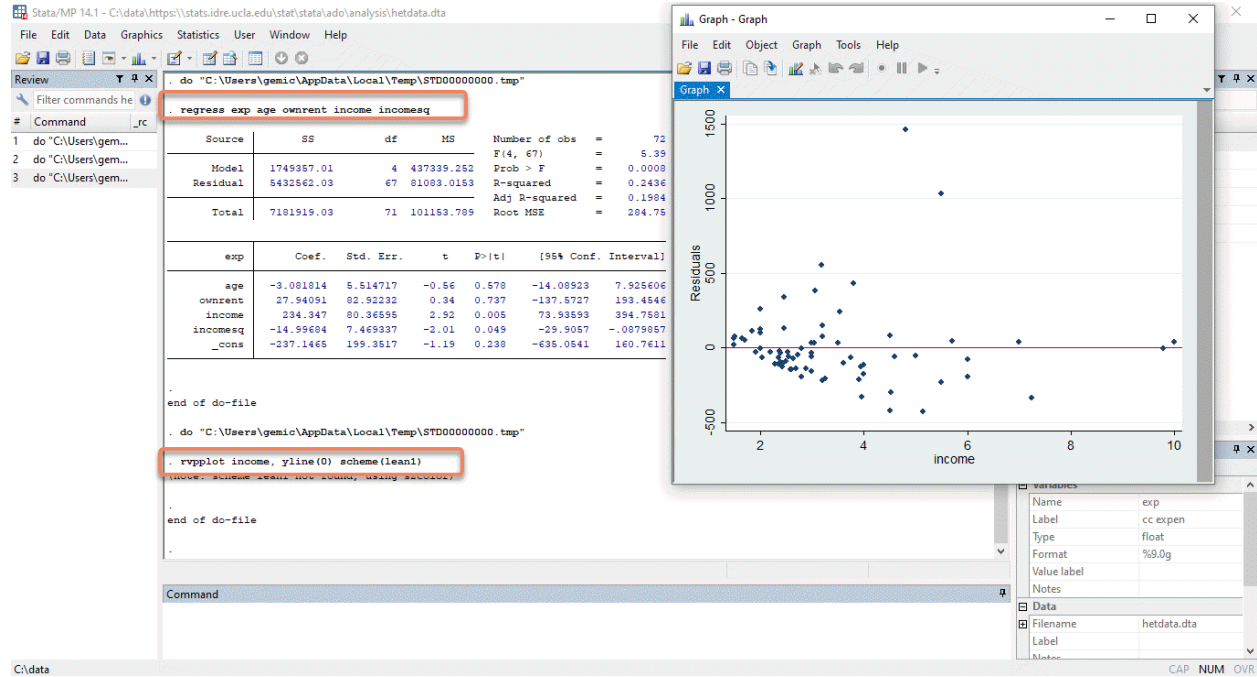 Stata/MP 14.1 - C:\data\https:\\stats.idre.ucla.edu\stat\stata\ado\analysis\hetdata.dta
File Edit Data Graphics Statistics User Window Help
Review
Filter commands he
# Command _rc
1 do "C:\Users\gem...
2 do "C:\Users\gem...
3 do "C:\Users\gem...
. do "C:\Users\gemic\AppData\Local\Temp\STD00000000.tmp"
. regress exp age ownrent income incomesq
Source SS df MS Number of obs = 72
F(4, 67) = 5.39
Model 1749357.01 4 437339.252 Prob > F = 0.0008
Residual 5432562.03 67 81083.0153 R-squared = 0.2436
Adj R-squared = 0.1984
Total 7181919.03 71 101153.789 Root MSE = 284.75
exp Coef. Std. Err. t P>|t| [95% Conf. Interval]
age -3.081814 5.514717 -0.56 0.578 -14.08923 7.925606
ownrent 27.94091 82.92232 0.34 0.737 -137.5727 193.4546
income 234.347 80.36595 2.92 0.005 73.93593 394.7581
incomesq -14.99684 7.469337 -2.01 0.049 -29.9057 -.0879857
_cons -237.1465 199.3517 -1.19 0.238 -635.0541 160.7611
.
end of do-file
. do "C:\Users\gemic\AppData\Local\Temp\STD00000000.tmp"
. rvpplot income, yline(0) scheme(lean1)
(note: scheme lean1 not found, using s2color)
.
end of do-file
.
Command
C:\data
Graph - Graph
File Edit Object Graph Tools Help
Graph
Residuals
1500
1000
500
0
-500
2 4 6 8 10
income
Variables
Name exp
Label cc expen
Type float
Format %9.0g
Value label
Notes
Data
Filename hetdata.dta
Label
Notes
CAP NUM OVR